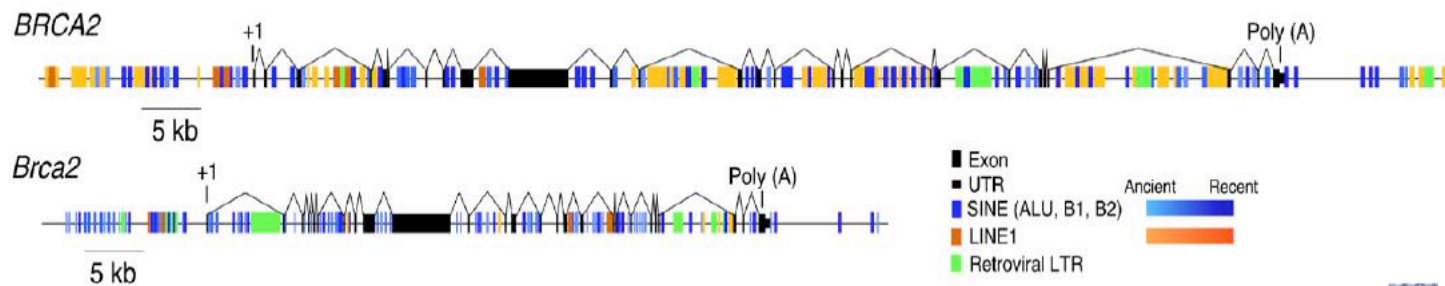 BRCA2
+1
Poly (A)
5 kb
Brca2
+1
Poly (A)
5 kb
Exon
UTR
SINE (ALU, B1, B2)
LINE1
Retroviral LTR
Ancient Recent